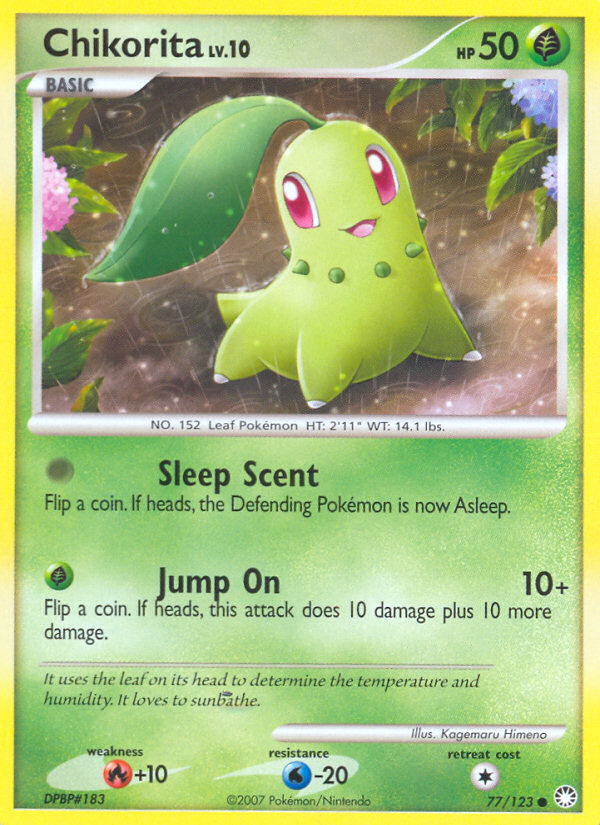 Chikorita LV.10 HP 50
BASIC
NO. 152 Leaf Pokémon HT: 2'11" WT: 14.1 lbs.
Sleep Scent
Flip a coin. If heads, the Defending Pokémon is now Asleep.
Jump On 10+
Flip a coin. If heads, this attack does 10 damage plus 10 more
damage.
It uses the leaf on its head to determine the temperature and
humidity. It loves to sunbathe.
Illus. Kagemaru Himeno
weakness resistance retreat cost
+10 -20
DPBP#183 ©2007 Pokémon/Nintendo 77/123